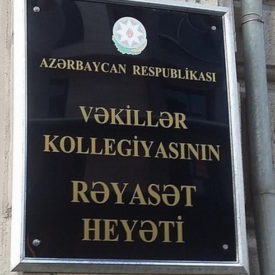 AZƏRBAYCAN RESPUBLİKASI
VƏKİLLƏR
KOLLEGİYASININ
RƏYASƏT
HEYƏTİ